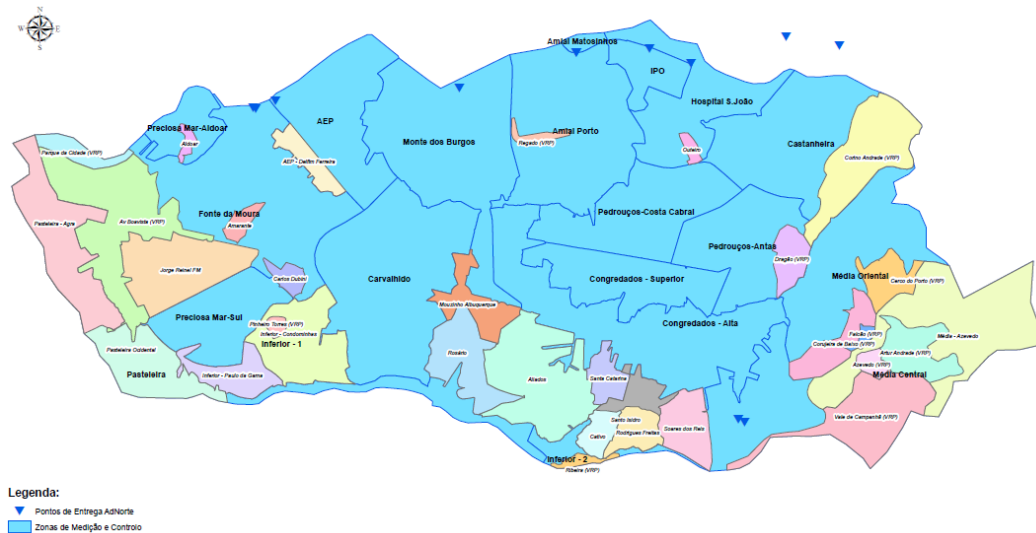 N
W E
S
Amial Matosinhos
IPO
Hospital S.João
Preciosa Mar-Aldoar
Aldoar
AEP
Monte dos Burgos
Amial Porto
Regado (VRP)
Outeiro
Castanheira
Parque da Cidade (VRP)
AEP - Delfim Ferreira
Corino Andrade (VRP)
Pasteleira - Agra
Av Boavista (VRP)
Fonte da Moura
Amarante
Pedrouços-Costa Cabral
Pedrouços-Antas
Dragão (VRP)
Jorge Reinel FM
Carlos Dubini
Carvalhido
Congregados - Superior
Média Oriental
Cerco do Porto (VRP)
Mouzinho Albuquerque
Preciosa Mar-Sul
Pinheiro Torres (VRP)
Inferior - Condominhas
Inferior - 1
Congregados - Alta
Falcão (VRP)
Corujeira de Baixo (VRP)
Média - Azevedo
Artur Andrade (VRP)
Azevedo (VRP)
Média Central
Pasteleira Ocidental
Pasteleira
Inferior - Paulo da Gama
Rosário
Aliados
Santa Catarina
Santo Isidro
Rodrigues Freitas
Soares dos Reis
Vale de Campanhã (VRP)
Cativo
Inferior - 2
Ribeira (VRP)
Legenda:
Pontos de Entrega AdNorte
Zonas de Medição e Controlo